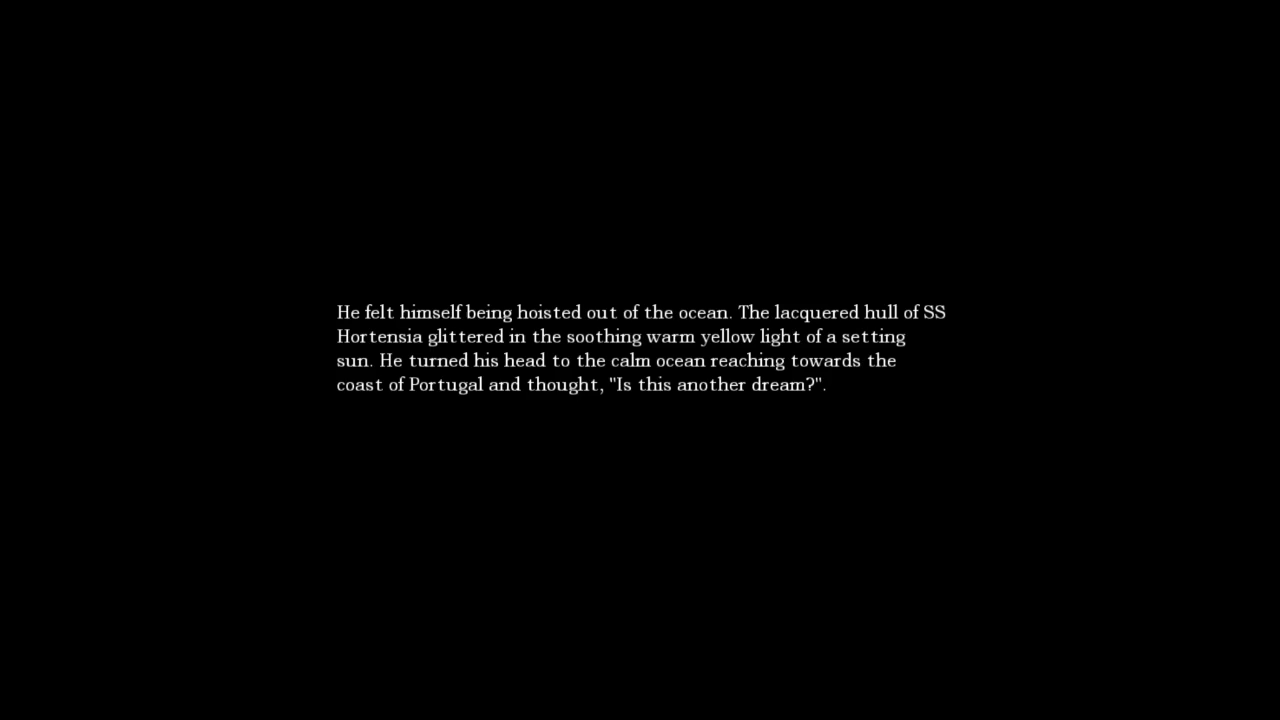 He felt himself being hoisted out of the ocean. The lacquered hull of SS
Hortensia glittered in the soothing warm yellow light of a setting
sun. He turned his head to the calm ocean reaching towards the
coast of Portugal and thought, "Is this another dream?".